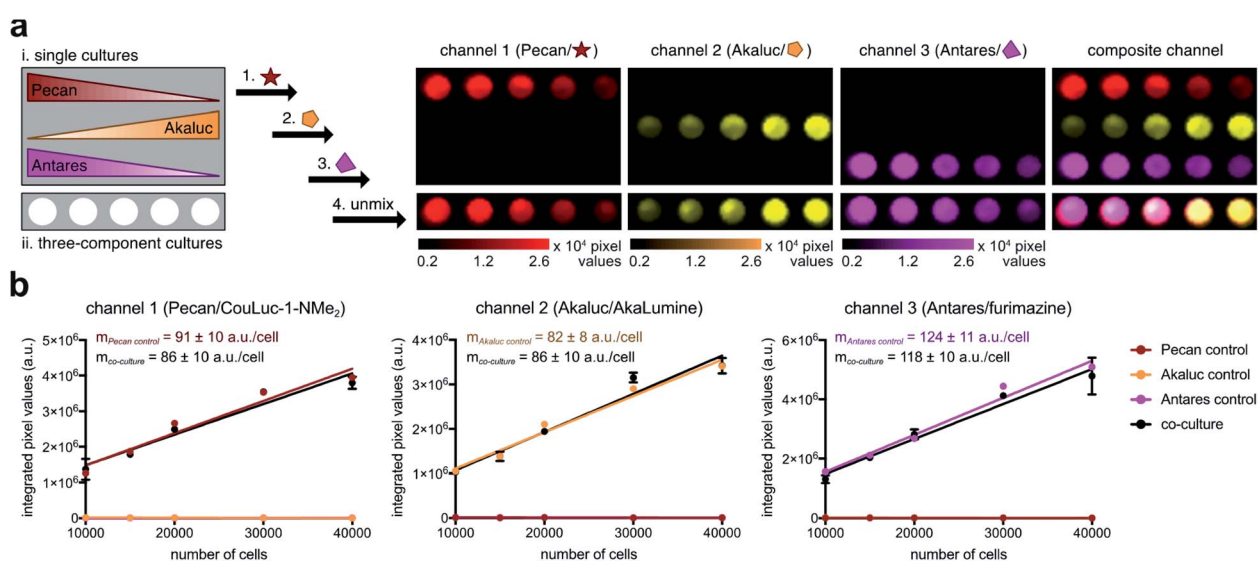 a
i. single cultures
Pecan
Akaluc
Antares
ii. three-component cultures
1.
2.
3.
4. unmix
channel 1 (Pecan/ )
channel 2 (Akaluc/ )
channel 3 (Antares/ )
composite channel
0.2 1.2 2.6 x 10⁴ pixel values
0.2 1.2 2.6 x 10⁴ pixel values
0.2 1.2 2.6 x 10⁴ pixel values
b
channel 1 (Pecan/CouLuc-1-NMe₂)
m Pecan control = 91 ± 10 a.u./cell
m co-culture = 86 ± 10 a.u./cell
integrated pixel values (a.u.)
5×10⁶
4×10⁶
3×10⁶
2×10⁶
1×10⁶
0
10000 20000 30000 40000
number of cells
channel 2 (Akaluc/AkaLumine)
m Akaluc control = 82 ± 8 a.u./cell
m co-culture = 86 ± 10 a.u./cell
integrated pixel values (a.u.)
4×10⁶
3×10⁶
2×10⁶
1×10⁶
0
10000 20000 30000 40000
number of cells
channel 3 (Antares/furimazine)
m Antares control = 124 ± 11 a.u./cell
m co-culture = 118 ± 10 a.u./cell
integrated pixel values (a.u.)
6×10⁶
4×10⁶
2×10⁶
0
10000 20000 30000 40000
number of cells
Pecan control
Akaluc control
Antares control
co-culture